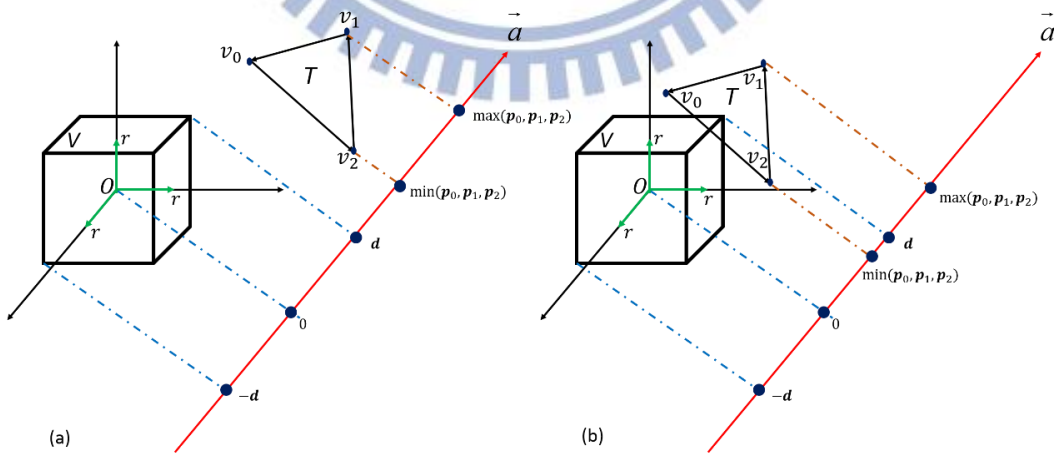 v₁
v₀
T
v₂
V
r
O
r
r
a⃗
max(p₀, p₁, p₂)
min(p₀, p₁, p₂)
d
0
−d
(a)
v₀
v₁
T
v₂
V
r
O
r
r
a⃗
max(p₀, p₁, p₂)
d
min(p₀, p₁, p₂)
0
−d
(b)